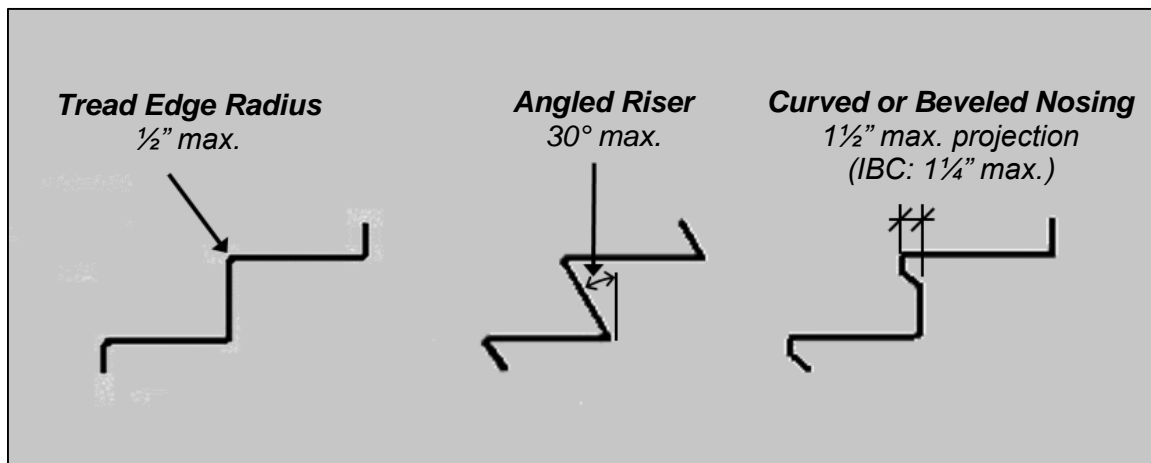 Tread Edge Radius
½” max.
Angled Riser
30° max.
Curved or Beveled Nosing
1½” max. projection
(IBC: 1¼” max.)